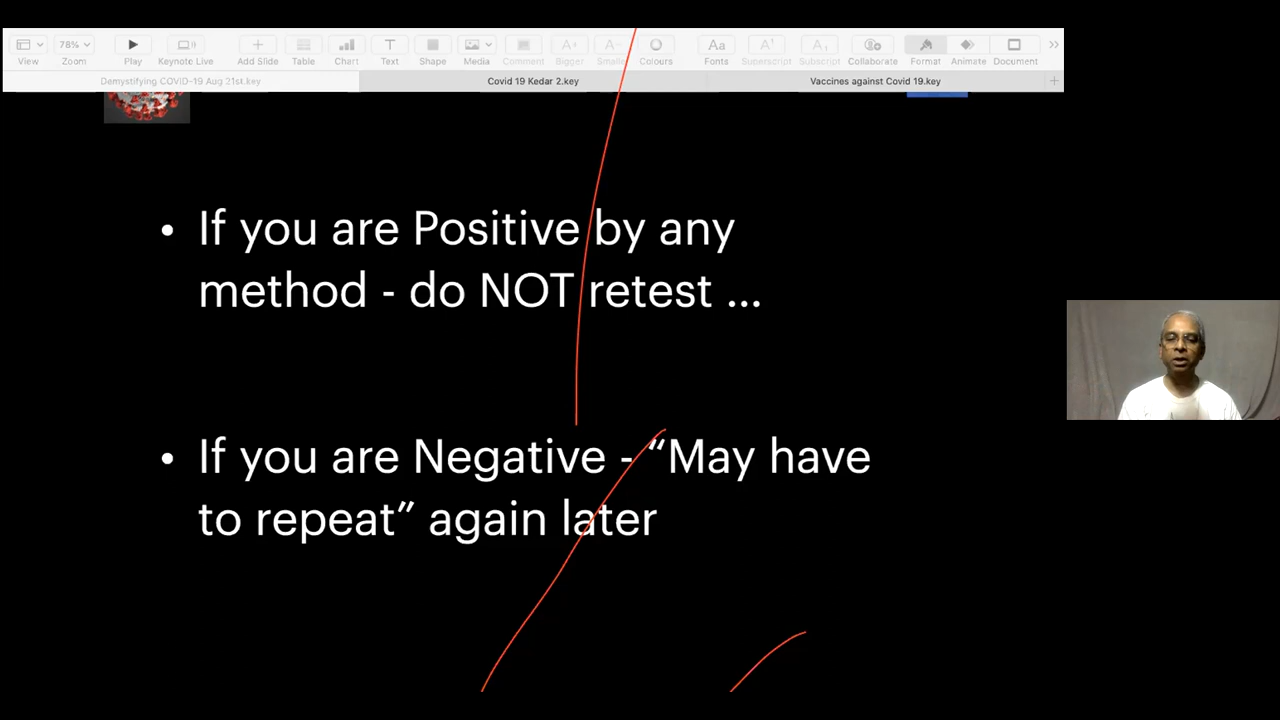 View
78%
Zoom
Play
Keynote Live
Add Slide
Table
Chart
T
Text
Shape
Media
Comment
Bigger
Smaller
Colours
Aa
Fonts
Superscript
Subscript
Collaborate
Format
Animate
Document
Demystifying COVID-19 Aug 21st.key
Covid 19 Kedar 2.key
Vaccines against Covid 19.key
• If you are Positive by any
method - do NOT retest ...
• If you are Negative - “May have
to repeat” again later